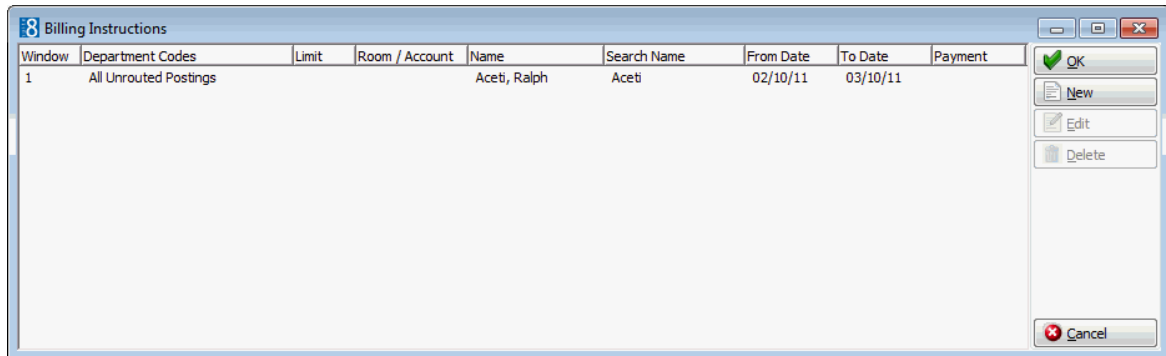 8 Billing Instructions
Window Department Codes Limit Room / Account Name Search Name From Date To Date Payment
1 All Unrouted Postings Aceti, Ralph Aceti 02/10/11 03/10/11
OK
New
Edit
Delete
Cancel